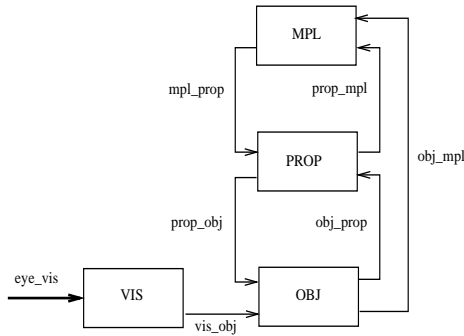 MPL
mpl_prop
prop_mpl
obj_mpl
PROP
prop_obj
obj_prop
eye_vis
VIS
OBJ
vis_obj